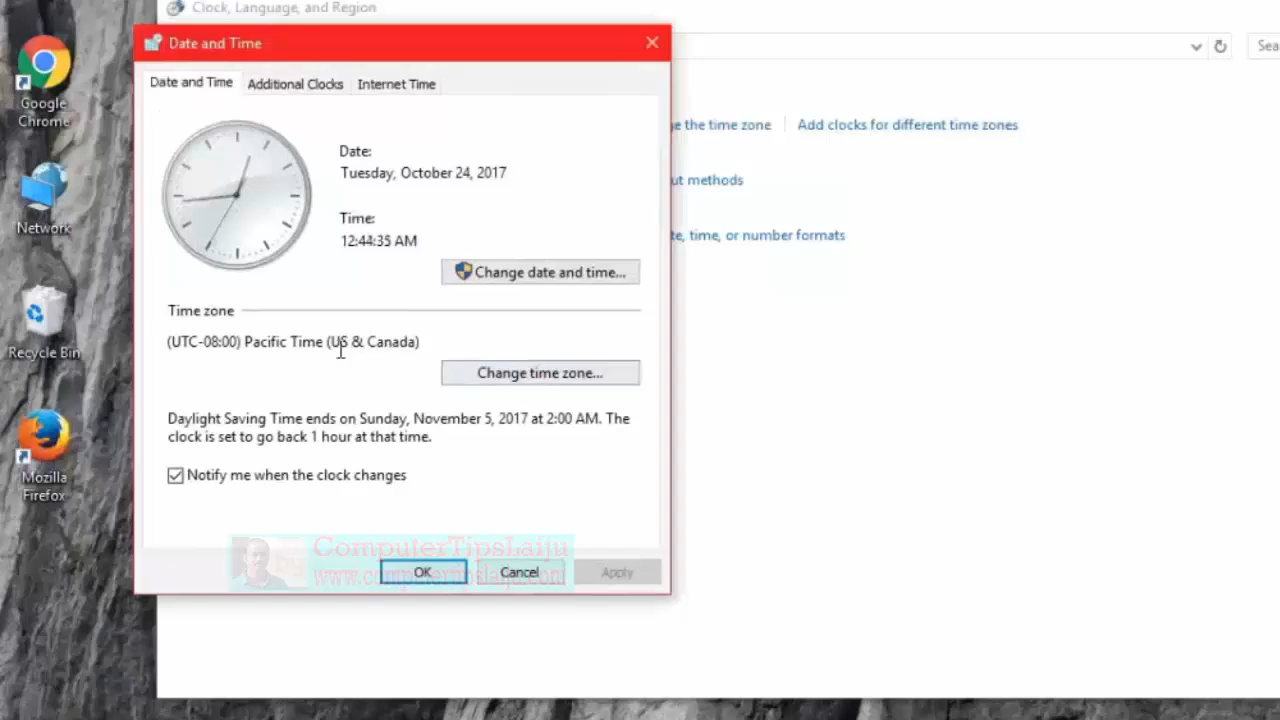 Clock, Language, and Region
Date and Time
Date and Time
Additional Clocks
Internet Time
Google
Chrome
Network
Recycle Bin
Mozilla
Firefox
Date:
Tuesday, October 24, 2017
Time:
12:44:35 AM
Change date and time...
Time zone
(UTC-08:00) Pacific Time (US & Canada)
Change time zone...
Daylight Saving Time ends on Sunday, November 5, 2017 at 2:00 AM. The
clock is set to go back 1 hour at that time.
Notify me when the clock changes
by
ComputerTipsLaiju
www.computertipslaiju.com
OK
Cancel
Apply
the time zone
Add clocks for different time zones
methods
time, or number formats